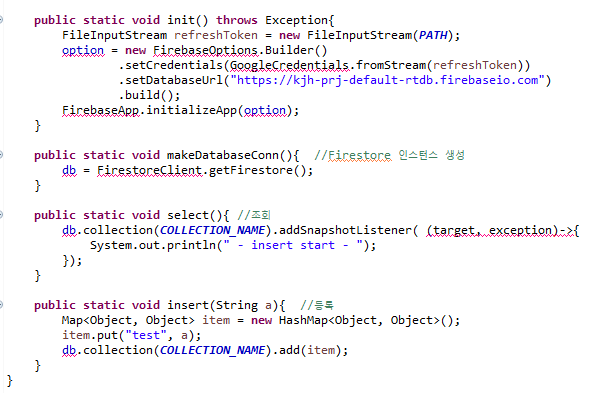 public static void init() throws Exception{
FileInputStream refreshToken = new FileInputStream(PATH);
option = new FirebaseOptions.Builder()
.setCredentials(GoogleCredentials.fromStream(refreshToken))
.setDatabaseUrl("https://kjh-prj-default-rtdb.firebaseio.com")
.build();
FirebaseApp.initializeApp(option);
}
public static void makeDatabaseConn(){  //Firestore 인스턴스 생성
db = FirestoreClient.getFirestore();
}
public static void select(){ //조회
db.collection(COLLECTION_NAME).addSnapshotListener( (target, exception)->{
System.out.println(" - insert start - ");
});
}
public static void insert(String a){  //등록
Map<Object, Object> item = new HashMap<Object, Object>();
item.put("test", a);
db.collection(COLLECTION_NAME).add(item);
}
}